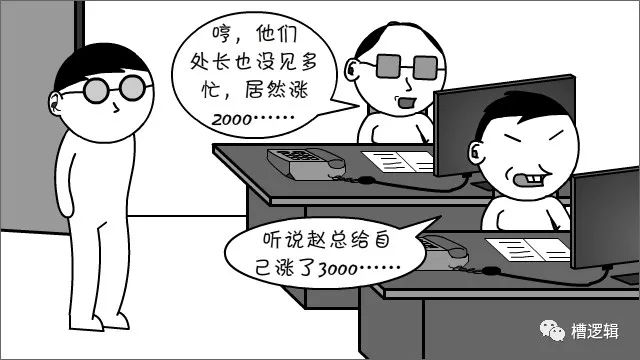 哼，他们
处长也没见多
忙，居然涨
2000……
听说赵总给自
己涨了3000……
槽逻辑